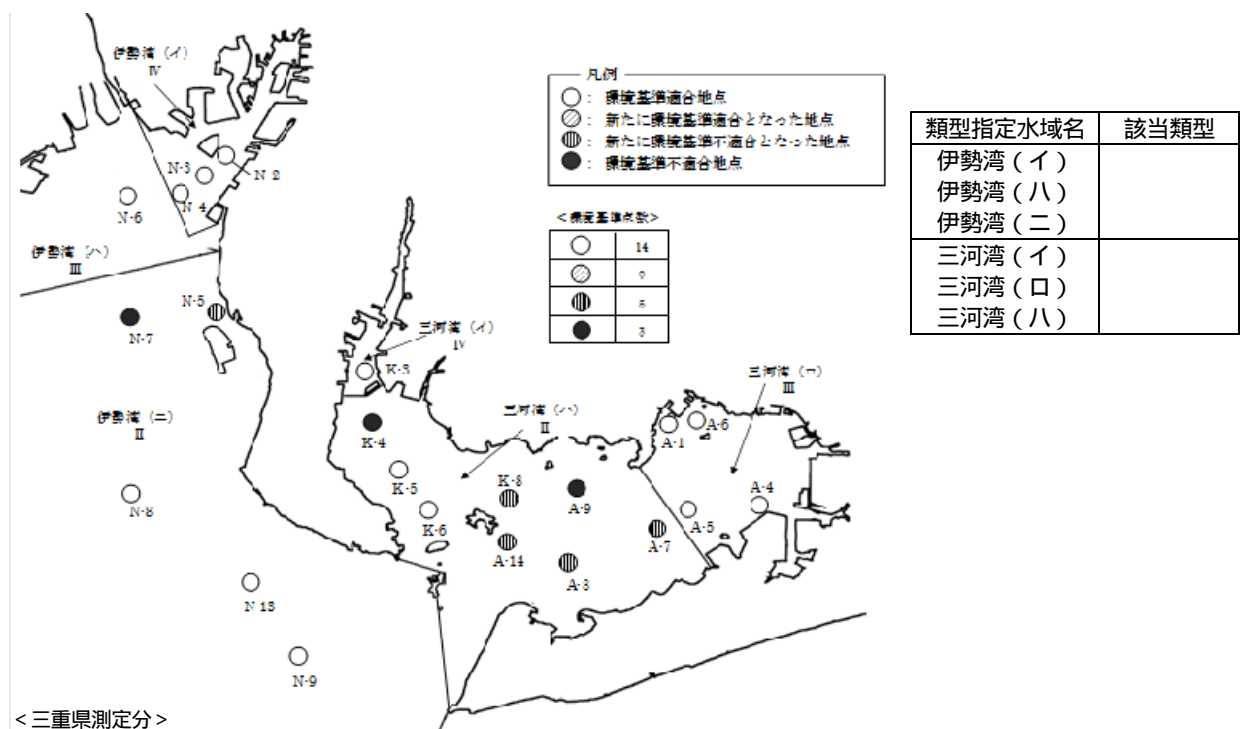 伊勢湾 (イ)
Ⅳ
N-3
N-2
N-4
N-6
伊勢湾 (ハ)
Ⅲ
N-5
N-7
伊勢湾 (ニ)
Ⅱ
N-8
N-13
N-9
<三重県測定分>
凡例
○: 環境基準適合地点
: 新たに環境基準適合となった地点
: 新たに環境基準不適合となった地点
●: 環境基準不適合地点
<環境基準点数>
14
三河湾 (イ)
Ⅳ
K-3
三河湾 (ハ)
Ⅱ
K-4
K-5
K-6
K-8
A-9
A-14
A-7
三河湾 (ロ)
Ⅲ
A-1
A-6
A-4
A-5
類型指定水域名 該当類型
伊勢湾(イ)
伊勢湾(ハ)
伊勢湾(ニ)
三河湾(イ)
三河湾(ロ)
三河湾(ハ)